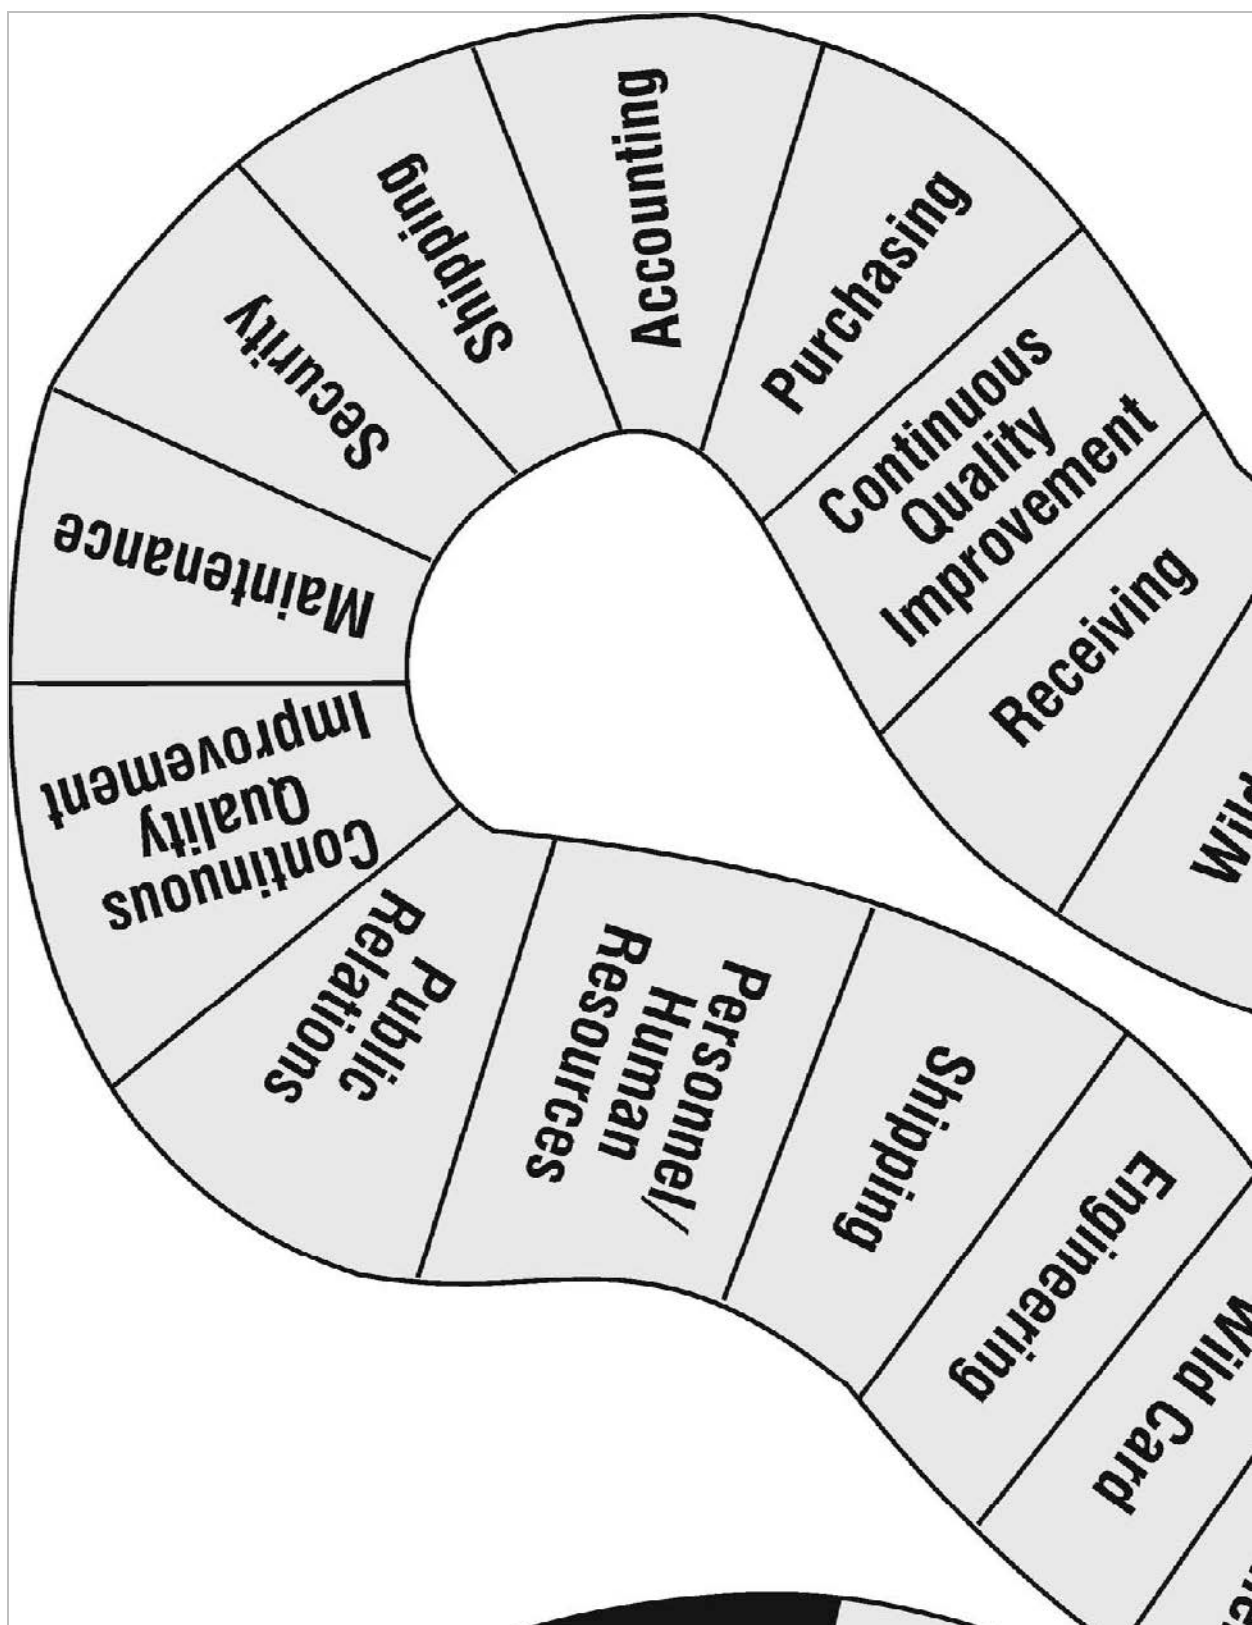 Accounting
Purchasing
Continuous
Quality
Improvement
Receiving
Shipping
Security
Maintenance
Continuous
Quality
Improvement
Public
Relations
Personnel/
Human
Resources
Shipping
Engineering
Wild Card